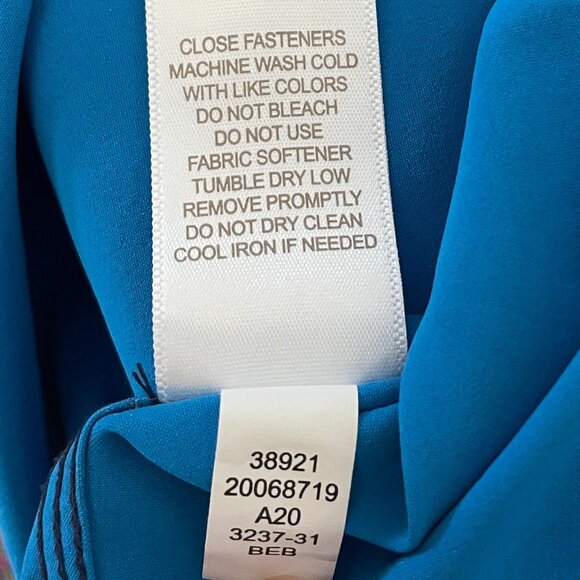 CLOSE FASTENERS
MACHINE WASH COLD
WITH LIKE COLORS
DO NOT BLEACH
DO NOT USE
FABRIC SOFTENER
TUMBLE DRY LOW
REMOVE PROMPTLY
DO NOT DRY CLEAN
COOL IRON IF NEEDED
38921
20068719
A20
3237-31
BEB